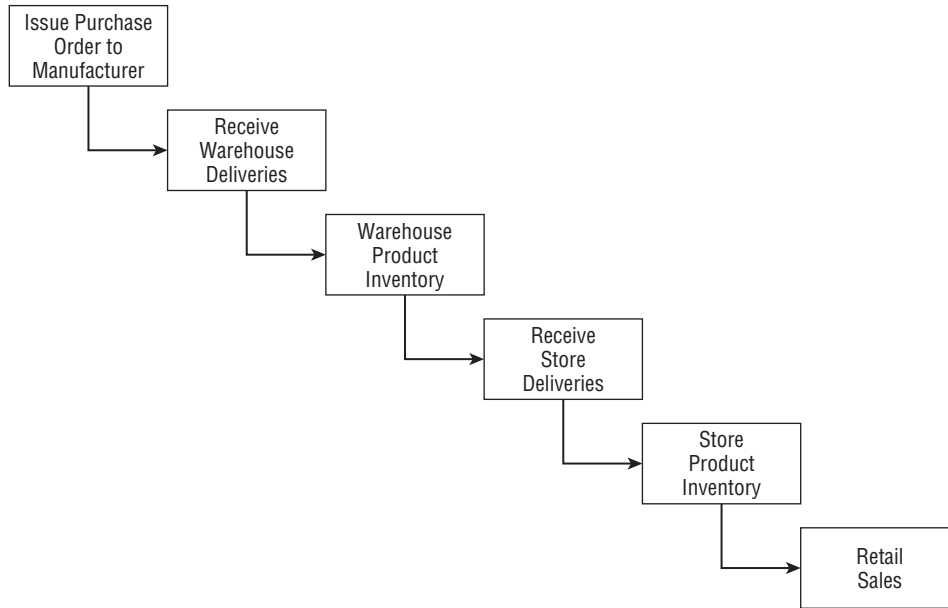 Issue Purchase
Order to
Manufacturer
Receive
Warehouse
Deliveries
Warehouse
Product
Inventory
Receive
Store
Deliveries
Store
Product
Inventory
Retail
Sales